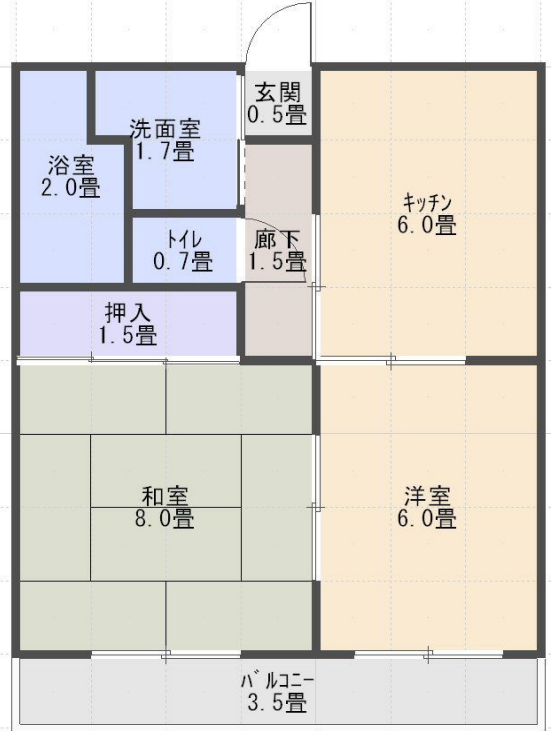 玄関
0.5畳
洗面室
1.7畳
浴室
2.0畳
キッチン
6.0畳
トイレ
0.7畳
廊下
1.5畳
押入
1.5畳
和室
8.0畳
洋室
6.0畳
バルコニー
3.5畳